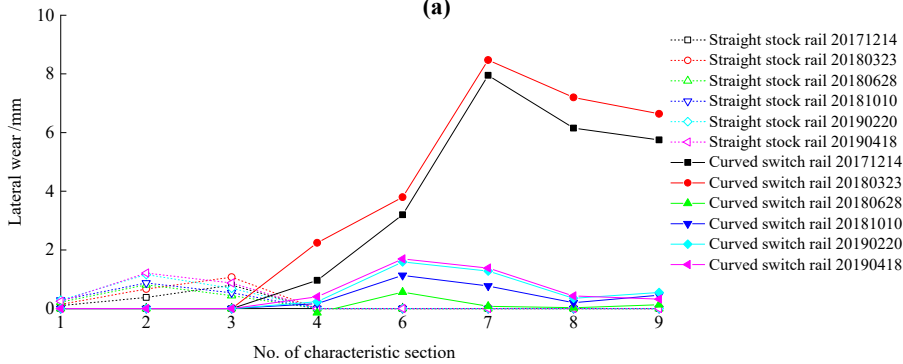 (a)
10
8
6
4
2
0
Lateral wear /mm
1 2 3 4 6 7 8 9
No. of characteristic section
Straight stock rail 20171214
Straight stock rail 20180323
Straight stock rail 20180628
Straight stock rail 20181010
Straight stock rail 20190220
Straight stock rail 20190418
Curved switch rail 20171214
Curved switch rail 20180323
Curved switch rail 20180628
Curved switch rail 20181010
Curved switch rail 20190220
Curved switch rail 20190418